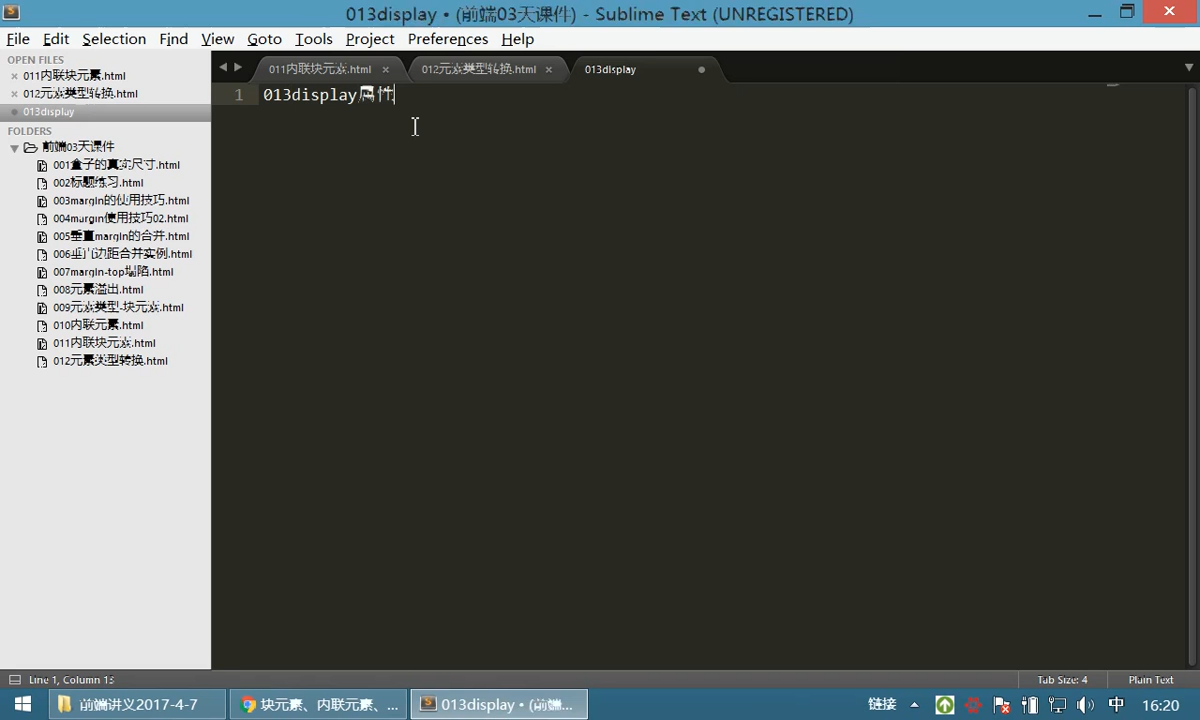 013display • (前端03天课件) - Sublime Text (UNREGISTERED)
File Edit Selection Find View Goto Tools Project Preferences Help
OPEN FILES
011内联块元素.html
012元素类型转换.html
013display
FOLDERS
前端03天课件
001盒子的真实尺寸.html
002标题练习.html
003margin的使用技巧.html
004margin使用技巧02.html
005垂直margin的合并.html
006垂直边距合并实例.html
007margin-top塌陷.html
008元素溢出.html
009元素类型-块元素.html
010内联元素.html
011内联块元素.html
012元素类型转换.html
011内联块元素.html 012元素类型转换.html 013display
1 013display属性
Line 1, Column 13 Tab Size: 4 Plain Text
前端讲义2017-4-7 块元素、内联元素、... 013display • (前端... 链接 中 16:20